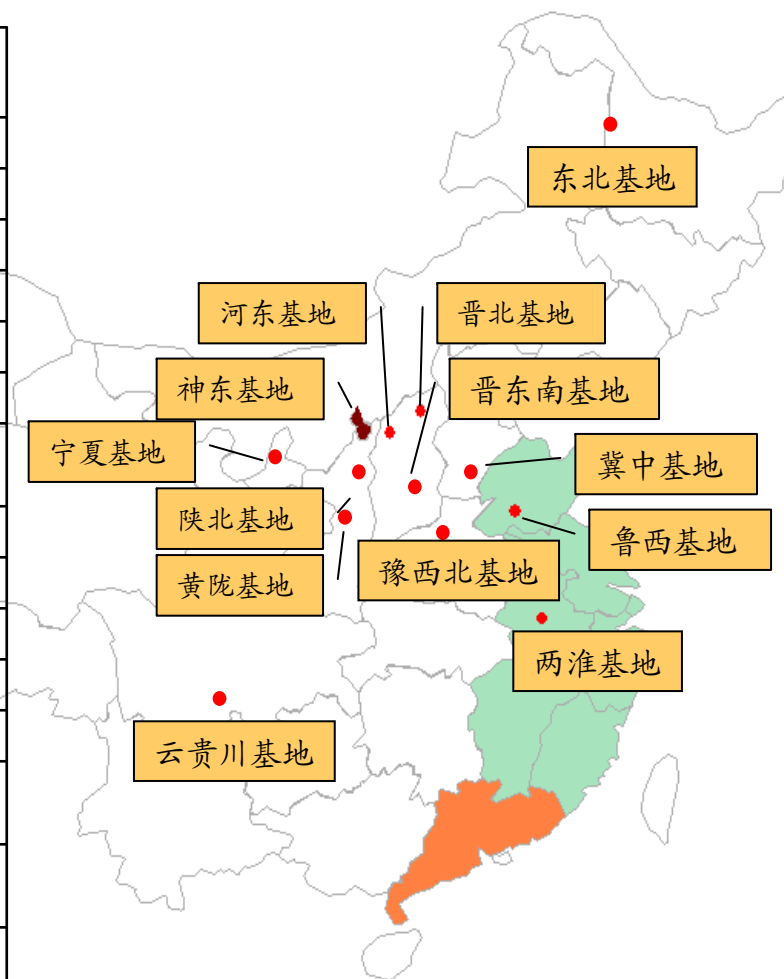 东北基地
河东基地
晋北基地
神东基地
晋东南基地
宁夏基地
冀中基地
陕北基地
鲁西基地
黄陇基地
豫西北基地
两淮基地
云贵川基地